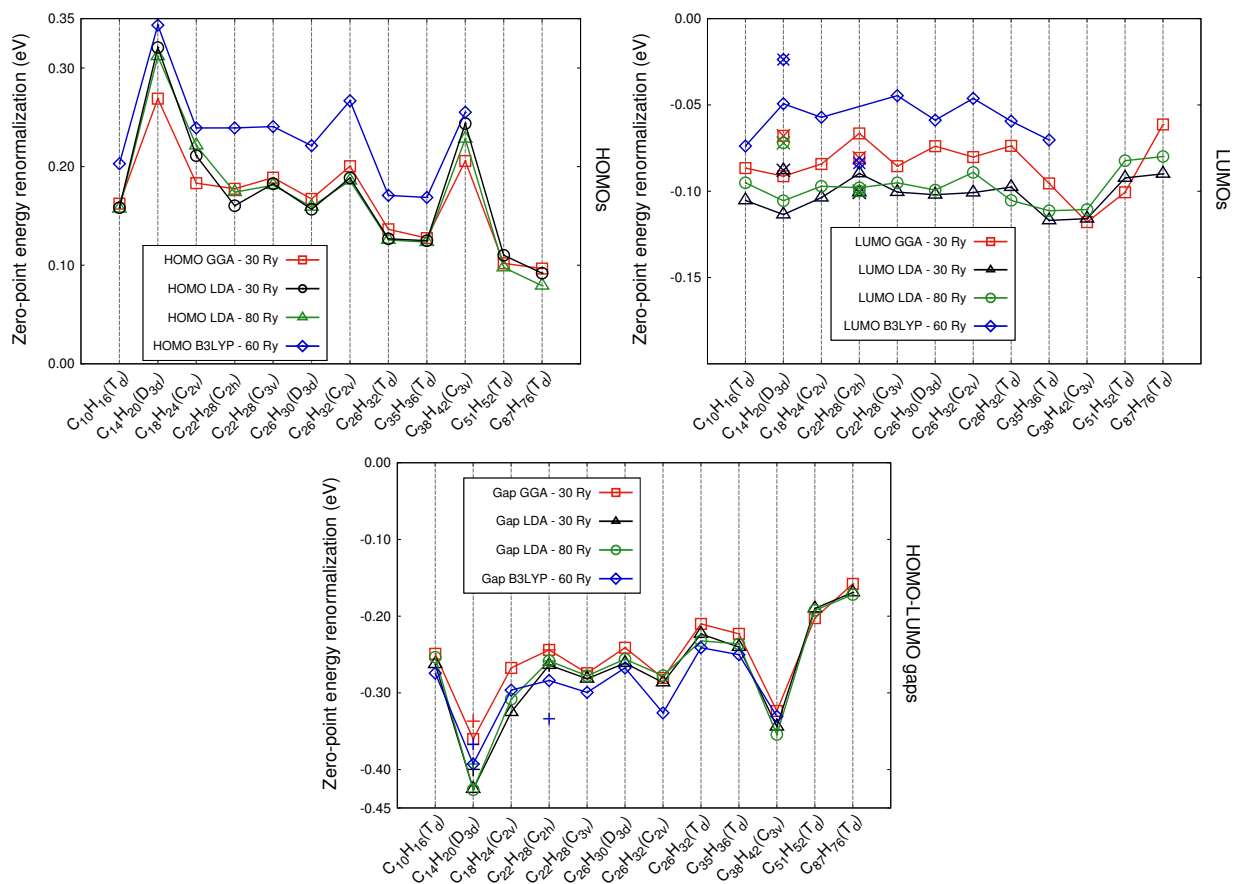 Zero-point energy renormalization (eV)
0.35
0.30
0.20
0.10
0.00
HOMO GGA - 30 Ry
HOMO LDA - 30 Ry
HOMO LDA - 80 Ry
HOMO B3LYP - 60 Ry
HOMOs
C10H16(Td)
C14H20(D3d)
C18H24(C2v)
C22H28(C2h)
C22H28(C3v)
C26H30(D3d)
C26H32(C2v)
C26H32(Td)
C35H36(Td)
C38H42(C3v)
C51H52(Td)
C87H76(Td)
Zero-point energy renormalization (eV)
0.00
-0.05
-0.10
-0.15
LUMO GGA - 30 Ry
LUMO LDA - 30 Ry
LUMO LDA - 80 Ry
LUMO B3LYP - 60 Ry
LUMOs
C10H16(Td)
C14H20(D3d)
C18H24(C2v)
C22H28(C2h)
C22H28(C3v)
C26H30(D3d)
C26H32(C2v)
C26H32(Td)
C35H36(Td)
C38H42(C3v)
C51H52(Td)
C87H76(Td)
Zero-point energy renormalization (eV)
0.00
-0.10
-0.20
-0.30
-0.40
-0.45
Gap GGA - 30 Ry
Gap LDA - 30 Ry
Gap LDA - 80 Ry
Gap B3LYP - 60 Ry
HOMO-LUMO gaps
C10H16(Td)
C14H20(D3d)
C18H24(C2v)
C22H28(C2h)
C22H28(C3v)
C26H30(D3d)
C26H32(C2v)
C26H32(Td)
C35H36(Td)
C38H42(C3v)
C51H52(Td)
C87H76(Td)